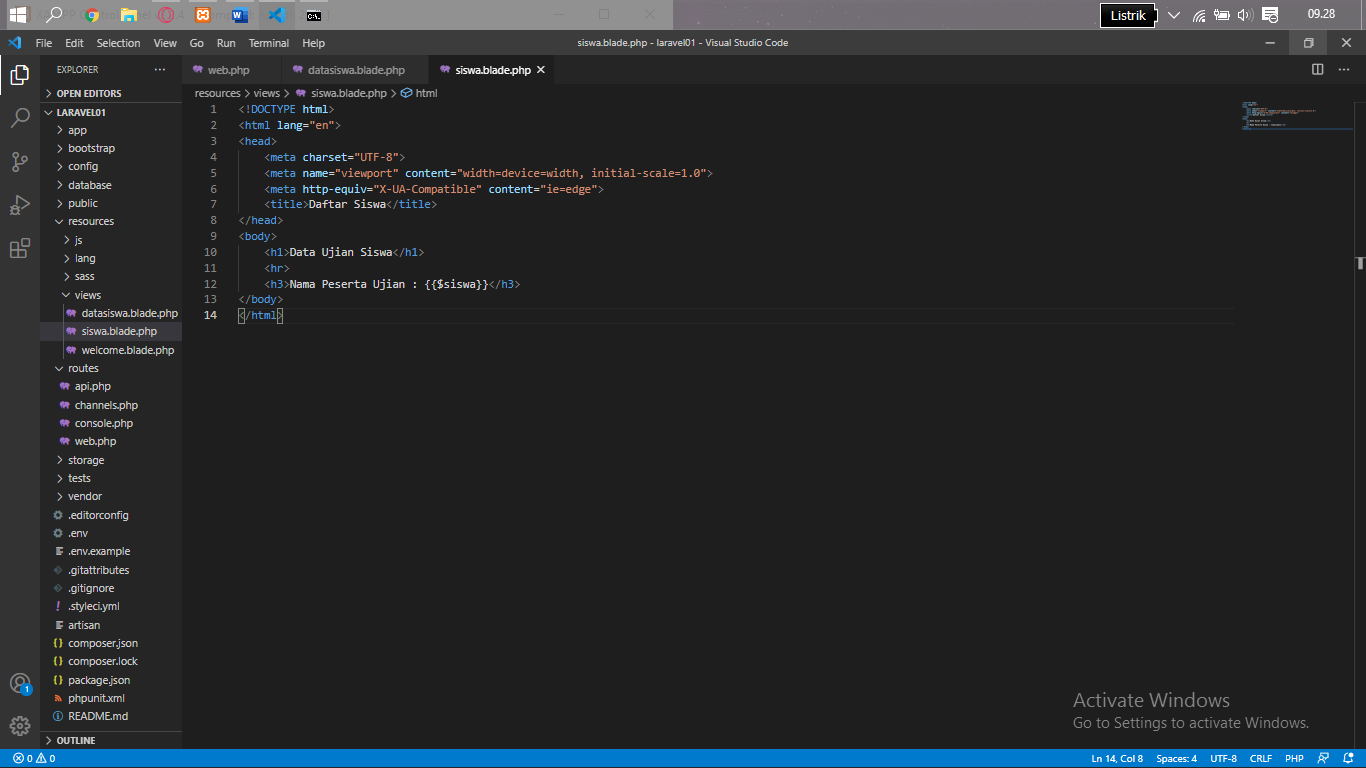 Listrik
09.28
File Edit Selection View Go Run Terminal Help
siswa.blade.php - laravel01 - Visual Studio Code
EXPLORER
web.php
datasiswa.blade.php
siswa.blade.php
OPEN EDITORS
LARAVEL01
app
bootstrap
config
database
public
resources
js
lang
sass
views
datasiswa.blade.php
siswa.blade.php
welcome.blade.php
routes
api.php
channels.php
console.php
web.php
storage
tests
vendor
.editorconfig
.env
.env.example
.gitattributes
.gitignore
.styleci.yml
artisan
composer.json
composer.lock
package.json
phpunit.xml
README.md
OUTLINE
resources > views > siswa.blade.php > html
1 <!DOCTYPE html>
2 <html lang="en">
3 <head>
4 <meta charset="UTF-8">
5 <meta name="viewport" content="width=device-width, initial-scale=1.0">
6 <meta http-equiv="X-UA-Compatible" content="ie=edge">
7 <title>Daftar Siswa</title>
8 </head>
9 <body>
10 <h1>Data Ujian Siswa</h1>
11 <hr>
12 <h3>Nama Peserta Ujian : {{$siswa}}</h3>
13 </body>
14 </html>
Activate Windows
Go to Settings to activate Windows.
1
0 0
Ln 14, Col 8 Spaces: 4 UTF-8 CRLF PHP